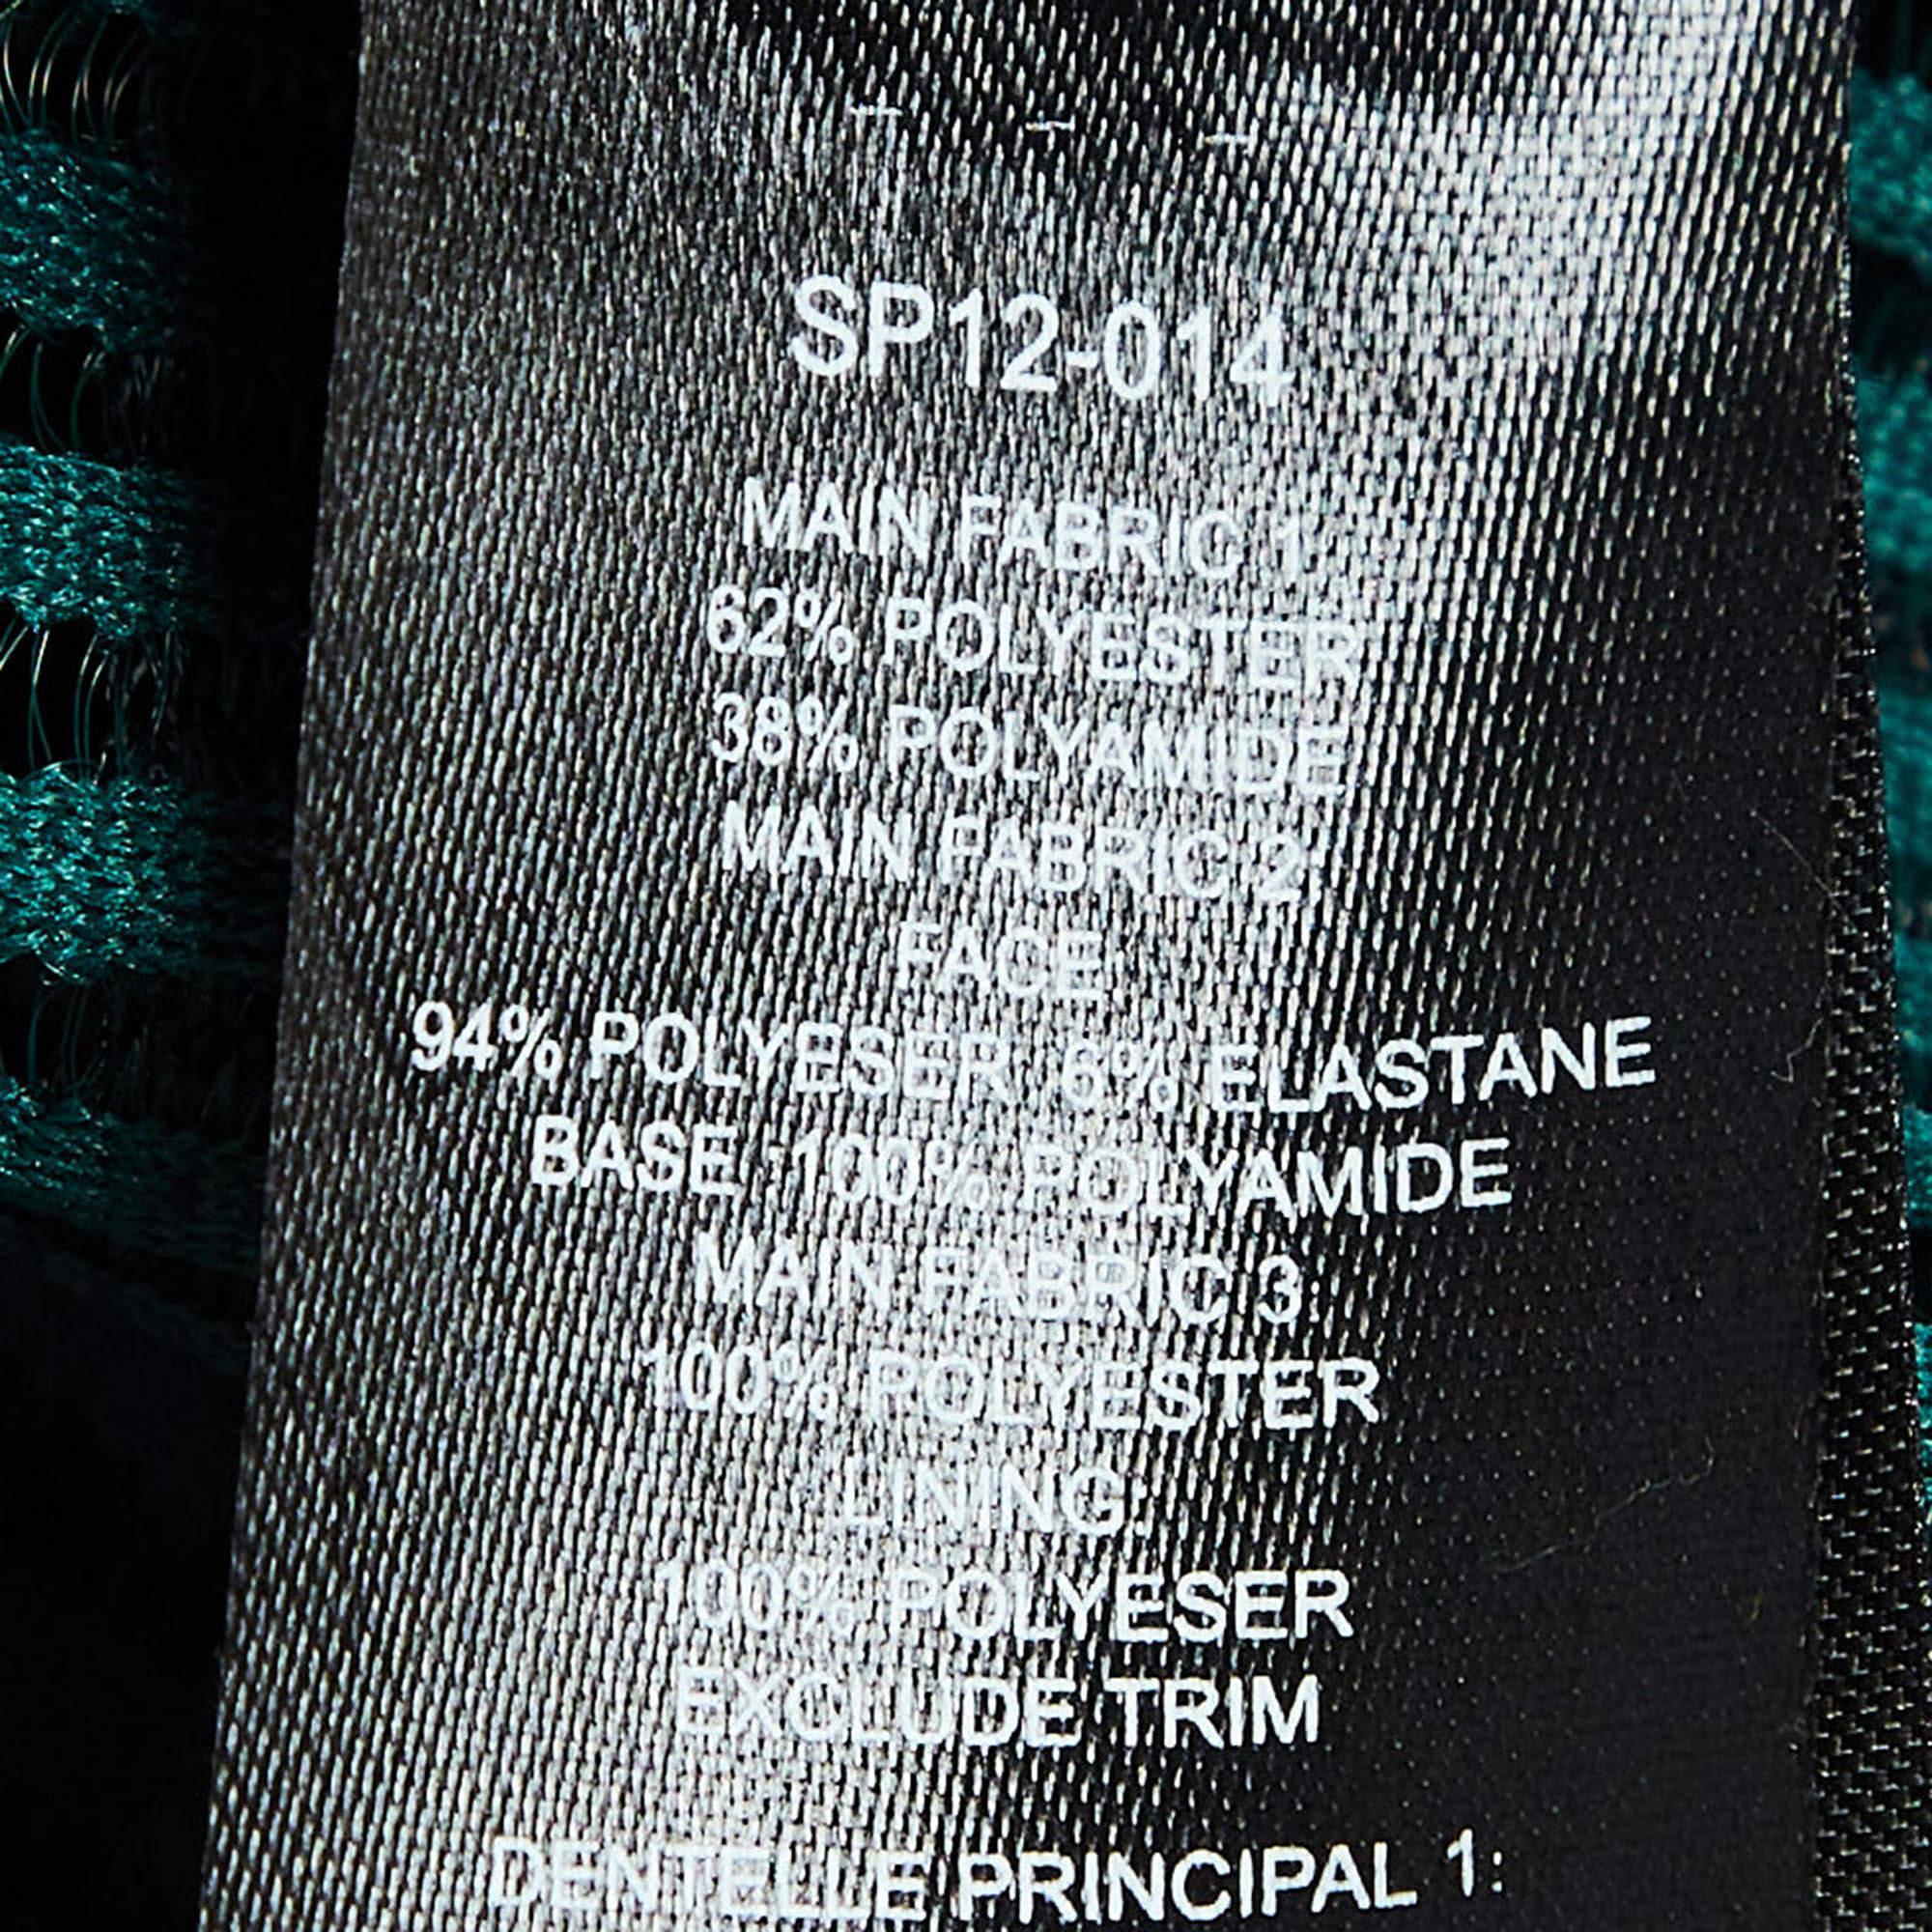 SP12-014
MAIN FABRIC 1:
62% POLYESTER
38% POLYAMIDE
MAIN FABRIC 2:
FACE:
94% POLYESER 6% ELASTANE
BASE :100% POLYAMIDE
MAIN FABRIC 3:
100% POLYESTER
LINING:
100% POLYESER
EXCLUDE TRIM
DENTELLE PRINCIPAL 1: